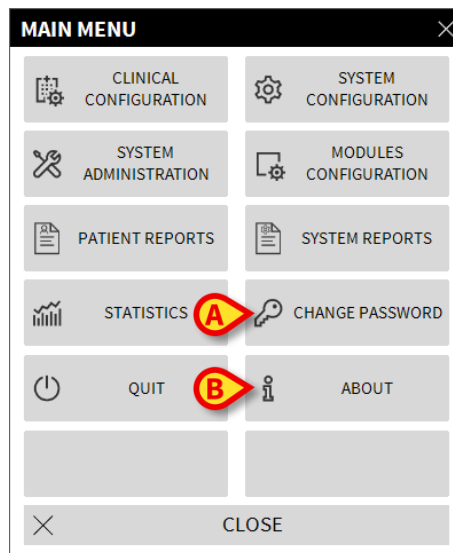 MAIN MENU
CLINICAL
CONFIGURATION
SYSTEM
CONFIGURATION
SYSTEM
ADMINISTRATION
MODULES
CONFIGURATION
PATIENT REPORTS
SYSTEM REPORTS
STATISTICS
A
CHANGE PASSWORD
QUIT
B
ABOUT
CLOSE